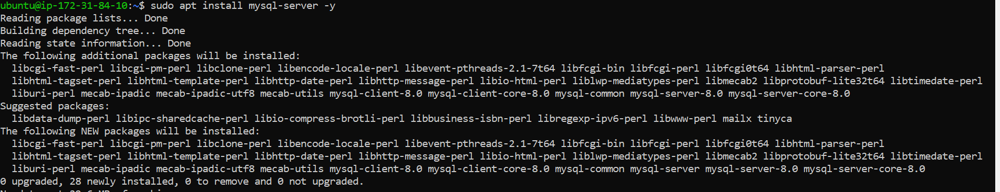 ubuntu@ip-172-31-84-10:~$ sudo apt install mysql-server -y
Reading package lists... Done
Building dependency tree... Done
Reading state information... Done
The following additional packages will be installed:
  libcgi-fast-perl libcgi-pm-perl libclone-perl libencode-locale-perl libevent-pthreads-2.1-7t64 libfcgi-bin libfcgi-perl libfcgi0t64 libhtml-parser-perl
  libhtml-tagset-perl libhtml-template-perl libhttp-date-perl libhttp-message-perl libio-html-perl liblwp-mediatypes-perl libmecab2 libprotobuf-lite32t64 libtimedate-perl
  liburi-perl mecab-ipadic mecab-ipadic-utf8 mecab-utils mysql-client-8.0 mysql-client-core-8.0 mysql-common mysql-server-8.0 mysql-server-core-8.0
Suggested packages:
  libdata-dump-perl libipc-sharedcache-perl libio-compress-brotli-perl libbusiness-isbn-perl libregexp-ipv6-perl libwww-perl mailx tinyca
The following NEW packages will be installed:
  libcgi-fast-perl libcgi-pm-perl libclone-perl libencode-locale-perl libevent-pthreads-2.1-7t64 libfcgi-bin libfcgi-perl libfcgi0t64 libhtml-parser-perl
  libhtml-tagset-perl libhtml-template-perl libhttp-date-perl libhttp-message-perl libio-html-perl liblwp-mediatypes-perl libmecab2 libprotobuf-lite32t64 libtimedate-perl
  liburi-perl mecab-ipadic mecab-ipadic-utf8 mecab-utils mysql-client-8.0 mysql-client-core-8.0 mysql-common mysql-server mysql-server-8.0 mysql-server-core-8.0
0 upgraded, 28 newly installed, 0 to remove and 0 not upgraded.